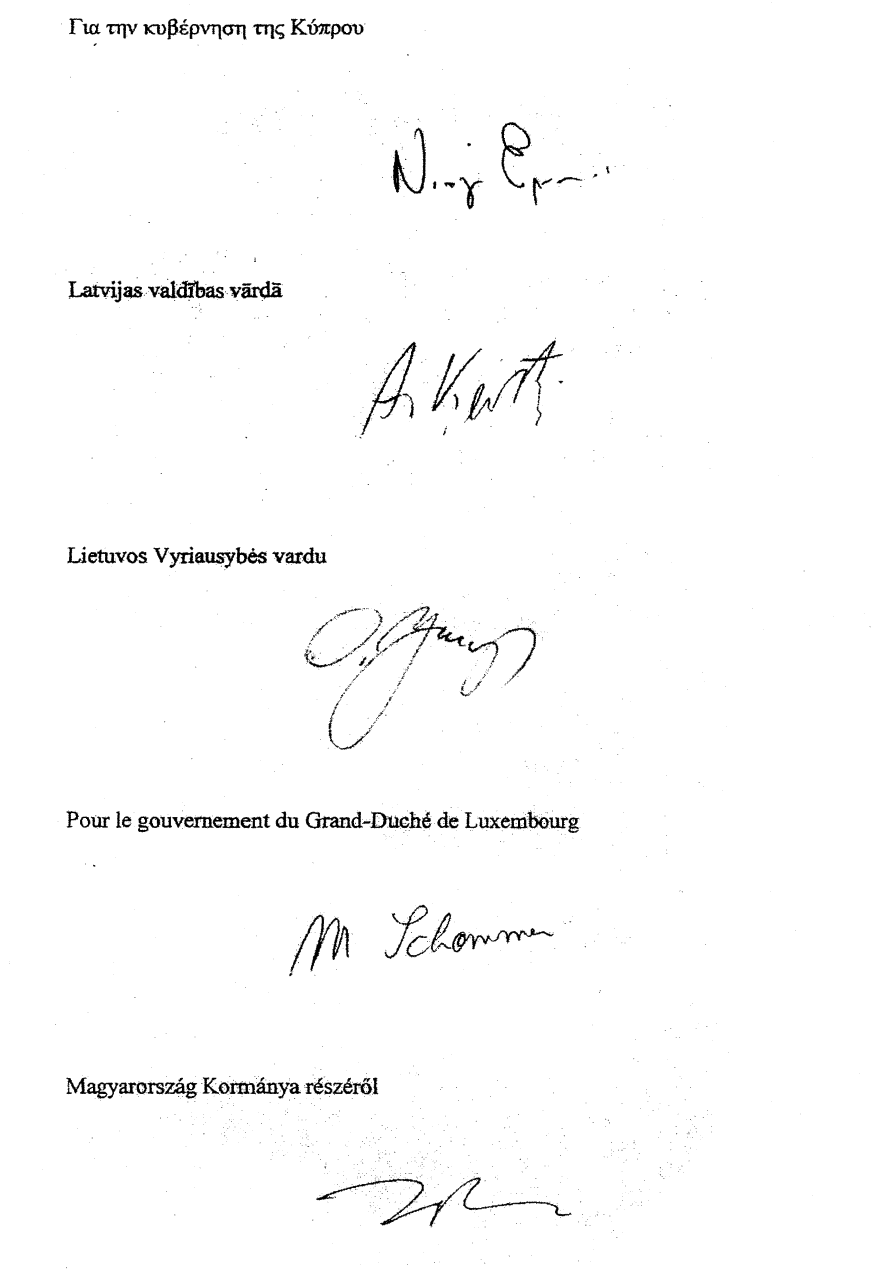 Για την κυβέρνηση της Κύπρου
Latvijas valdības vārdā
Lietuvos Vyriausybės vardu
Pour le gouvernement du Grand-Duché de Luxembourg
M Schommer
Magyarország Kormánya részéről